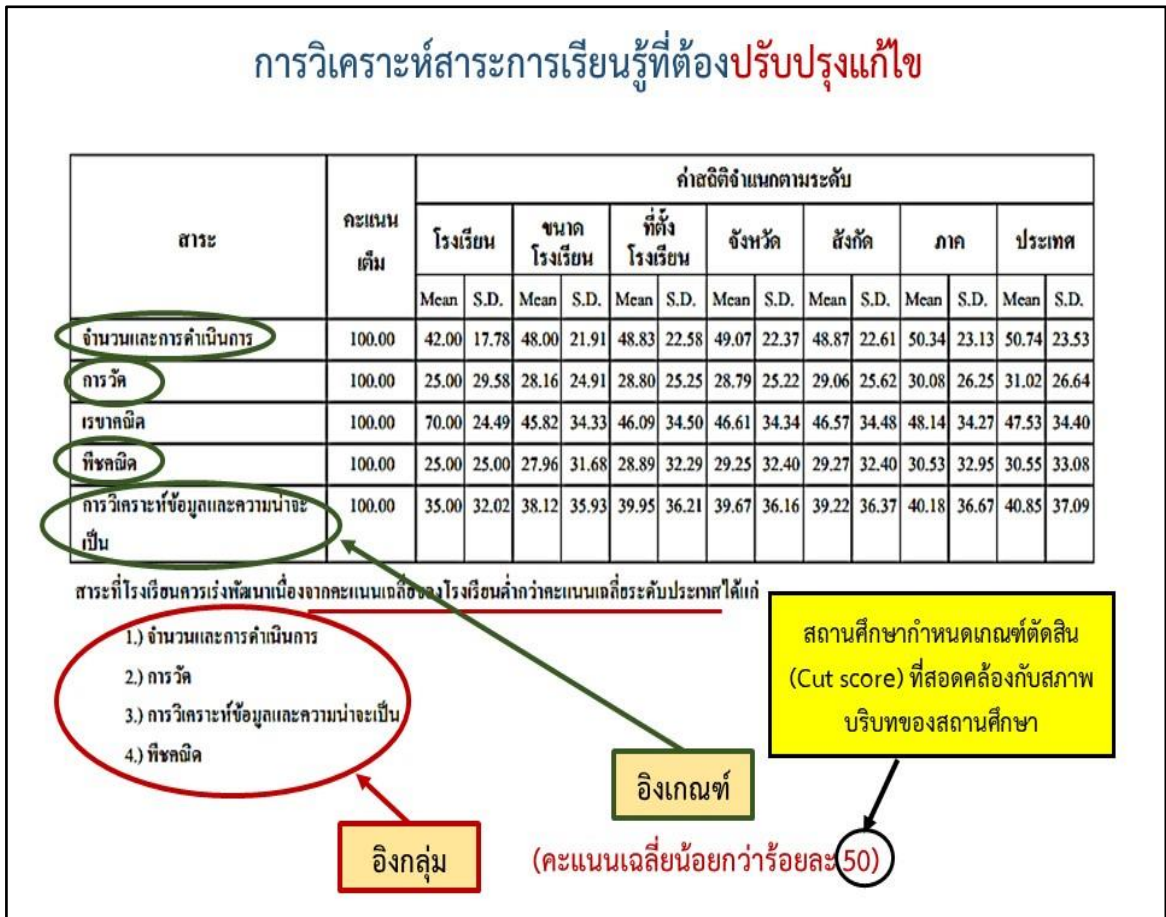 การวิเคราะห์สาระการเรียนรู้ที่ต้องปรับปรุงแก้ไข
สาระ คะแนนเต็ม ค่าสถิติจำแนกตามระดับ
โรงเรียน ขนาดโรงเรียน ที่ตั้งโรงเรียน จังหวัด สังกัด ภาค ประเทศ
Mean S.D. Mean S.D. Mean S.D. Mean S.D. Mean S.D. Mean S.D. Mean S.D.
จำนวนและการดำเนินการ 100.00 42.00 17.78 48.00 21.91 48.83 22.58 49.07 22.37 48.87 22.61 50.34 23.13 50.74 23.53
การวัด 100.00 25.00 29.58 28.16 24.91 28.80 25.25 28.79 25.22 29.06 25.62 30.08 26.25 31.02 26.64
เรขาคณิต 100.00 70.00 24.49 45.82 34.33 46.09 34.50 46.61 34.34 46.57 34.48 48.14 34.27 47.53 34.40
พีชคณิต 100.00 25.00 25.00 27.96 31.68 28.89 32.29 29.25 32.40 29.27 32.40 30.53 32.95 30.55 33.08
การวิเคราะห์ข้อมูลและความน่าจะ 100.00 35.00 32.02 38.12 35.93 39.95 36.21 39.67 36.16 39.22 36.37 40.18 36.67 40.85 37.09
เป็น
สาระที่โรงเรียนควรเร่งพัฒนาเนื่องจากคะแนนเฉลี่ยของโรงเรียนต่ำกว่าคะแนนเฉลี่ยระดับประเทศได้แก่
1.) จำนวนและการดำเนินการ
2.) การวัด
3.) การวิเคราะห์ข้อมูลและความน่าจะเป็น
4.) พีชคณิต
สถานศึกษากำหนดเกณฑ์ตัดสิน
(Cut score) ที่สอดคล้องกับสภาพ
บริบทของสถานศึกษา
อิงเกณฑ์
อิงกลุ่ม
(คะแนนเฉลี่ยน้อยกว่าร้อยละ 50)